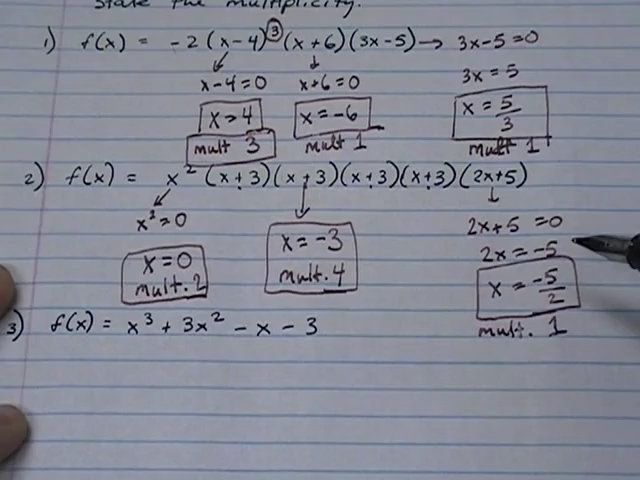 State the multiplicity.
1) f(x) = -2 (x-4)³ (x+6)(3x-5) → 3x-5=0
x-4=0 x+6=0 3x=5
x=4 x=-6 x=5/3
mult 3 mult 1 mult 1
2) f(x) = x² (x+3)(x+3)(x+3)(x+3)(2x+5)
x²=0 2x+5=0
x=0 x=-3 2x=-5
mult. 2 mult. 4 x=-5/2
3) f(x) = x³ + 3x² - x - 3 mult. 1